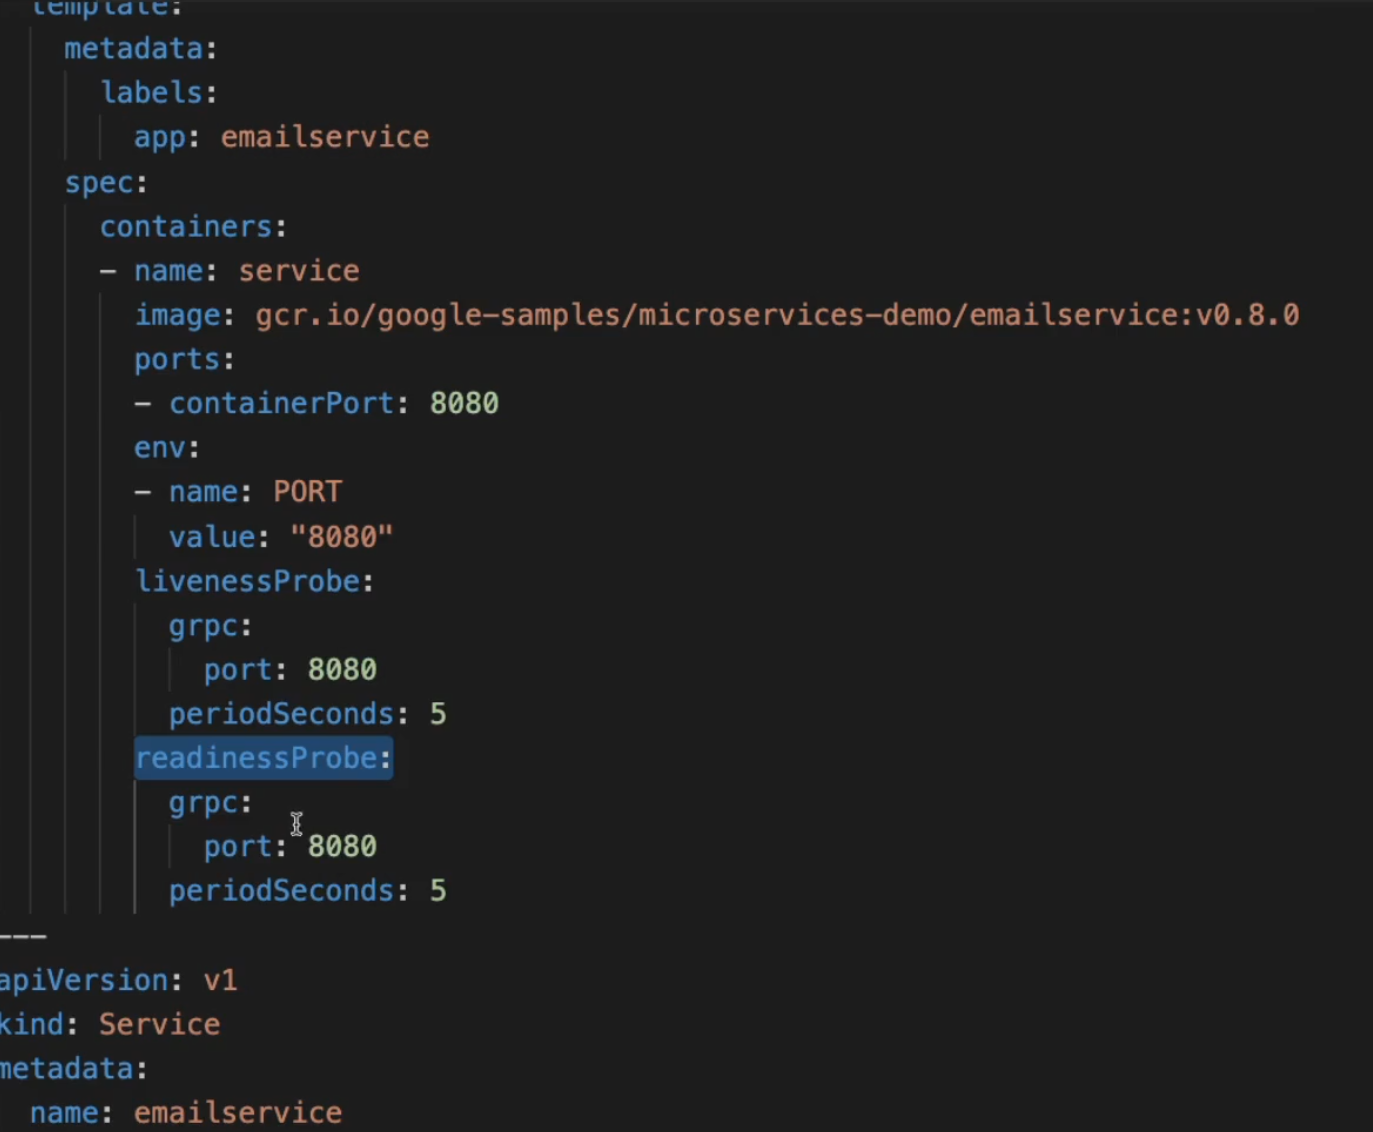 template:
metadata:
labels:
app: emailservice
spec:
containers:
- name: service
image: gcr.io/google-samples/microservices-demo/emailservice:v0.8.0
ports:
- containerPort: 8080
env:
- name: PORT
value: "8080"
livenessProbe:
grpc:
port: 8080
periodSeconds: 5
readinessProbe:
grpc:
port: 8080
periodSeconds: 5
---
apiVersion: v1
kind: Service
metadata:
name: emailservice